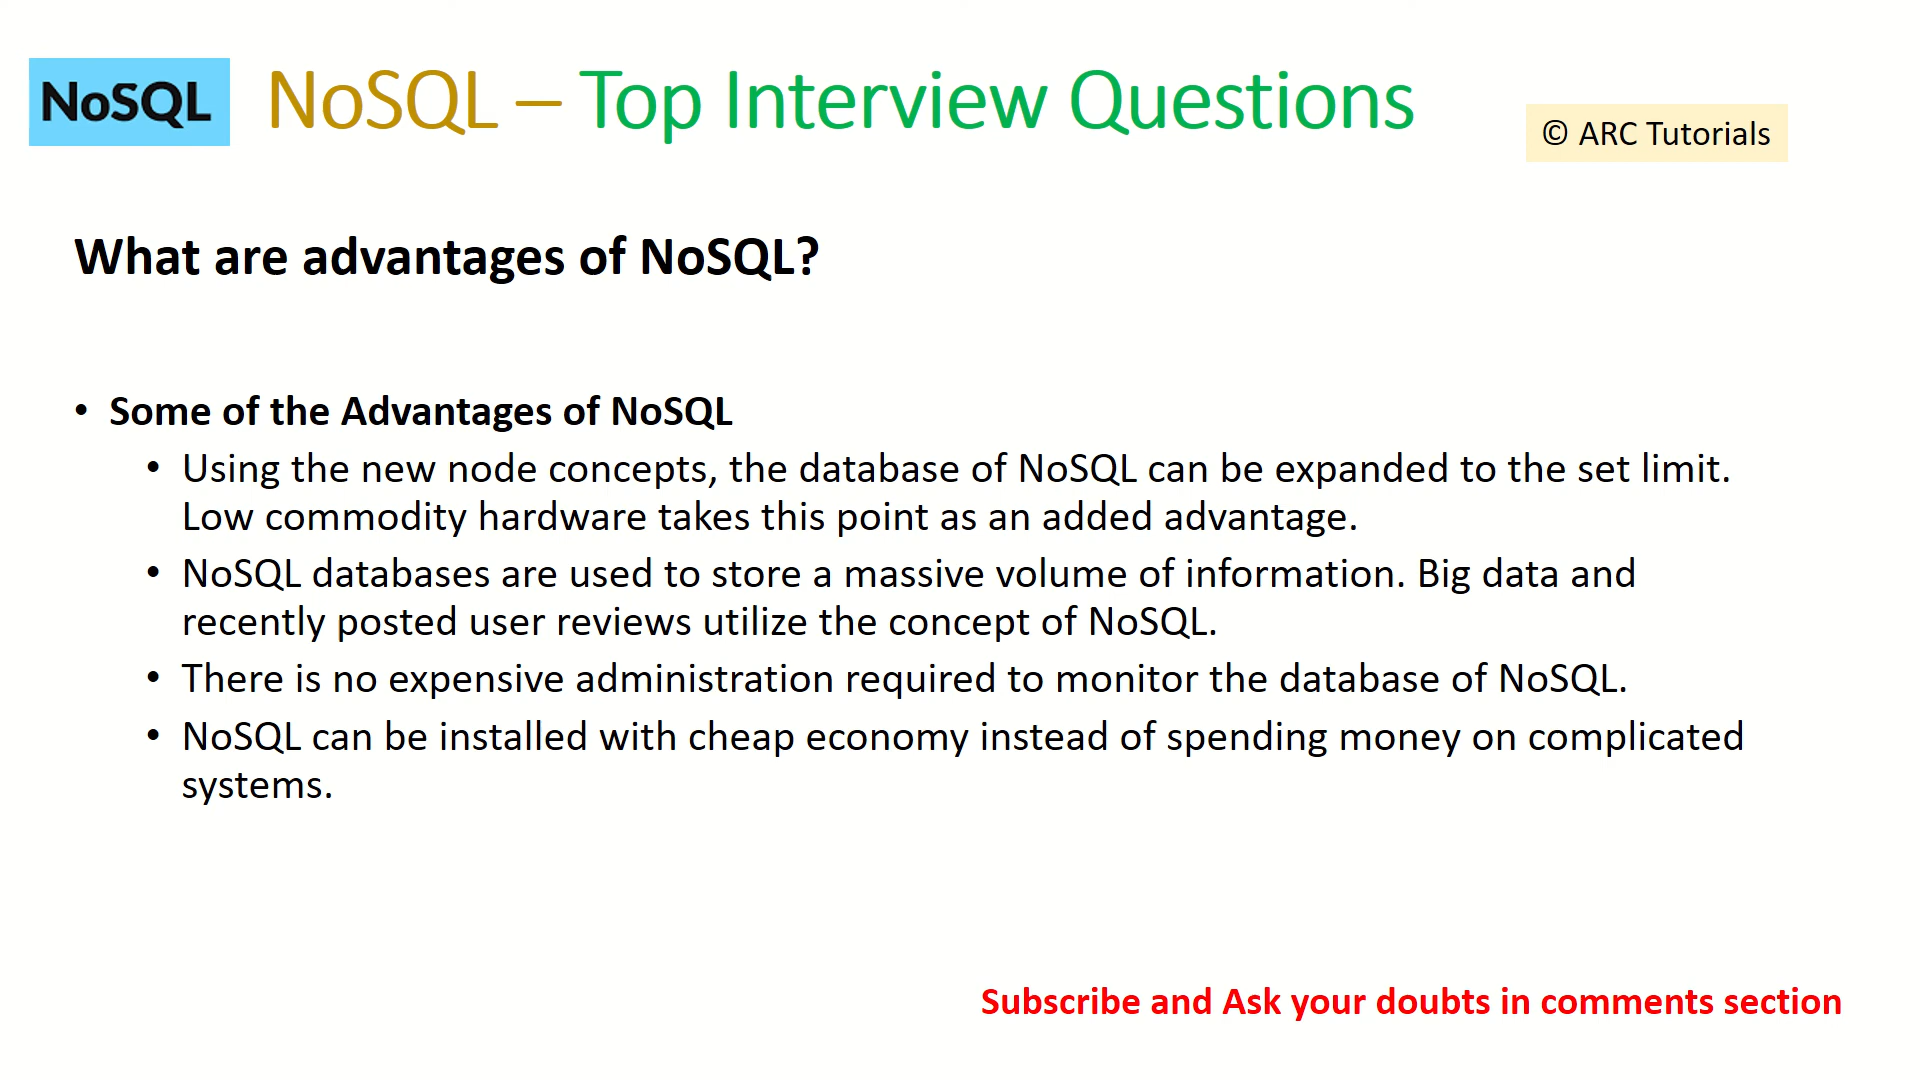 NoSQL
NoSQL – Top Interview Questions
© ARC Tutorials
What are advantages of NoSQL?
• Some of the Advantages of NoSQL
• Using the new node concepts, the database of NoSQL can be expanded to the set limit.
Low commodity hardware takes this point as an added advantage.
• NoSQL databases are used to store a massive volume of information. Big data and
recently posted user reviews utilize the concept of NoSQL.
• There is no expensive administration required to monitor the database of NoSQL.
• NoSQL can be installed with cheap economy instead of spending money on complicated
systems.
Subscribe and Ask your doubts in comments section